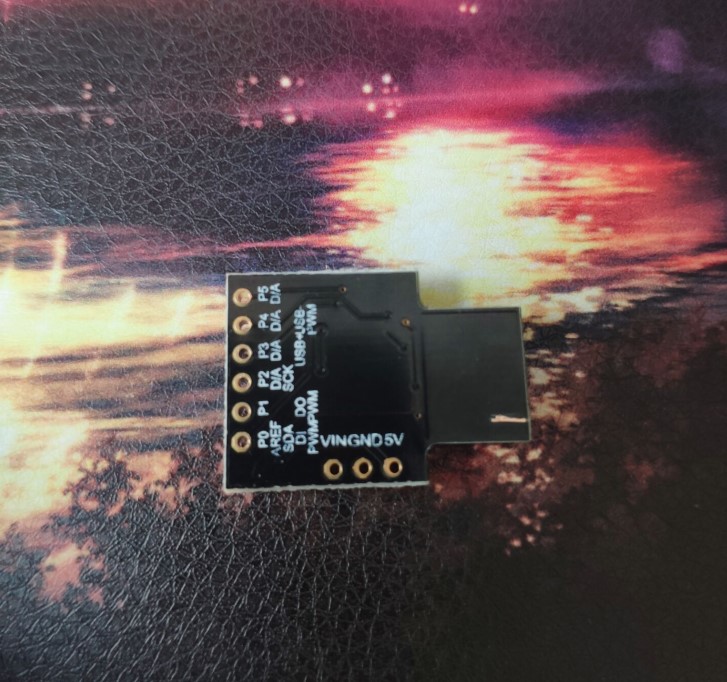 P5 D/A
P4 D/A USB-
P3 D/A USB+ PWM
P2 D/A SCK
P1 DO PWM
P0 AREF SDA DI PWM
VIN GND 5V